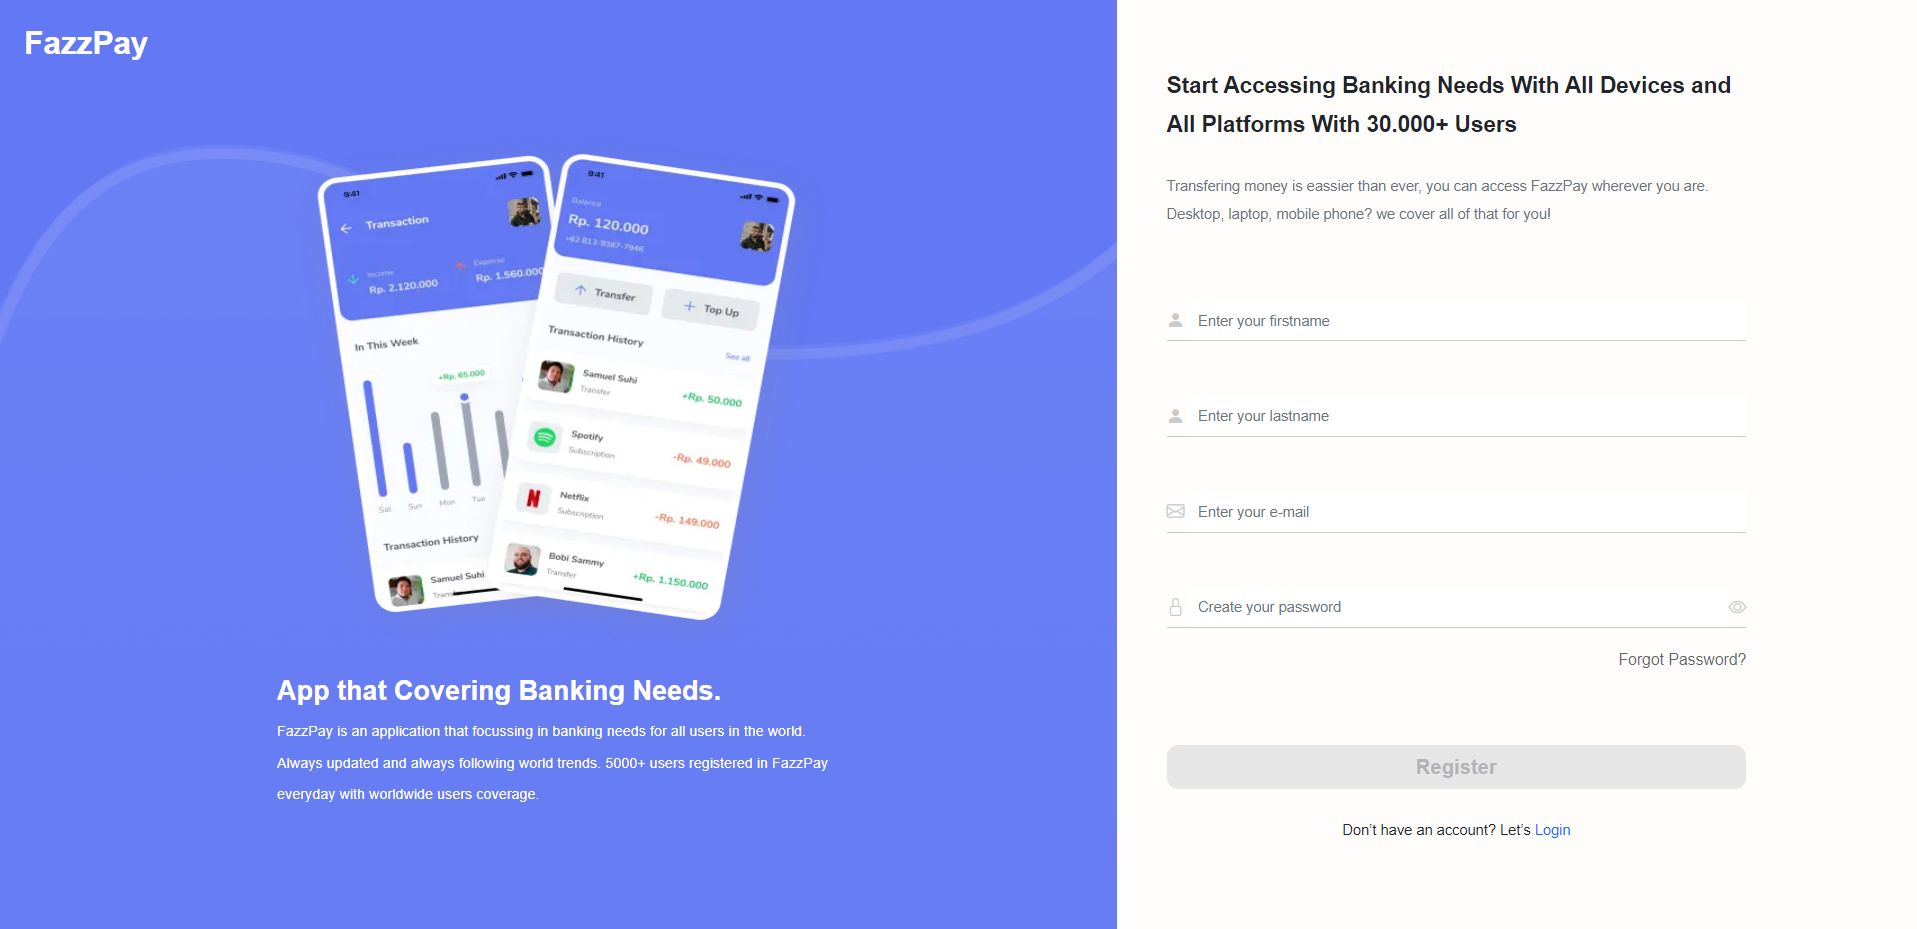 FazzPay
9:41
Transaction
Income
Rp. 2.120.000
Expense
Rp. 1.560.000
In This Week
+Rp. 65.000
Sat
Sun
Mon
Tue
Transaction History
Samuel Suhi
9:41
Balance
Rp. 120.000
+62 813-9387-7946
Transfer
Top Up
Transaction History
See all
Samuel Suhi
Transfer
+Rp. 50.000
Spotify
Subscription
-Rp. 49.000
Netflix
Subscription
-Rp. 149.000
Bobi Sammy
Transfer
+Rp. 1.150.000
App that Covering Banking Needs.
FazzPay is an application that focussing in banking needs for all users in the world.
Always updated and always following world trends. 5000+ users registered in FazzPay
everyday with worldwide users coverage.
Start Accessing Banking Needs With All Devices and
All Platforms With 30.000+ Users
Transfering money is eassier than ever, you can access FazzPay wherever you are.
Desktop, laptop, mobile phone? we cover all of that for you!
Enter your firstname
Enter your lastname
Enter your e-mail
Create your password
Forgot Password?
Register
Don’t have an account? Let’s Login